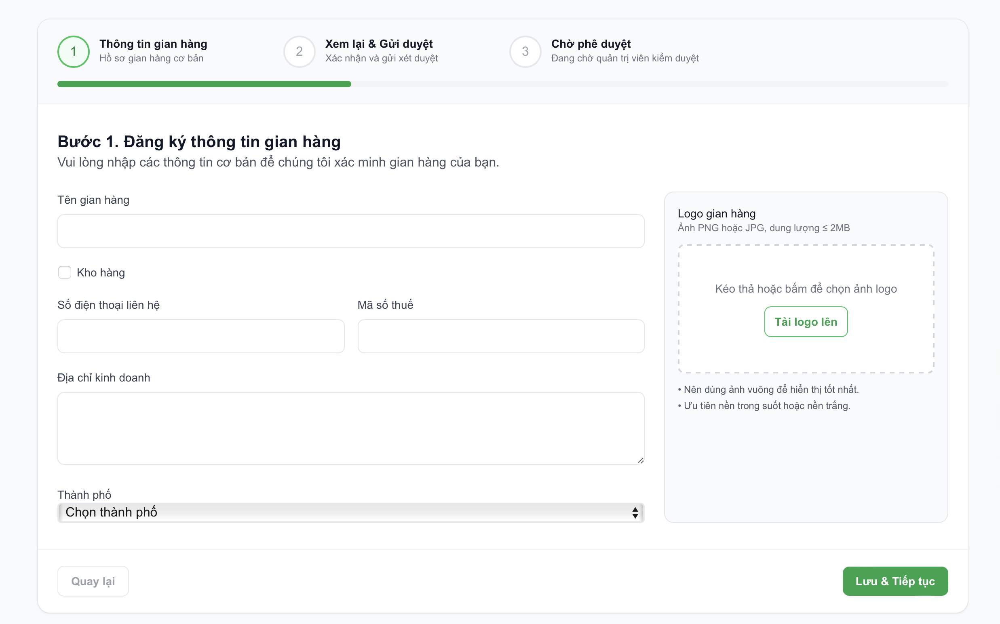 1
Thông tin gian hàng
Hồ sơ gian hàng cơ bản
2
Xem lại & Gửi duyệt
Xác nhận và gửi xét duyệt
3
Chờ phê duyệt
Đang chờ quản trị viên kiểm duyệt
Bước 1. Đăng ký thông tin gian hàng
Vui lòng nhập các thông tin cơ bản để chúng tôi xác minh gian hàng của bạn.
Tên gian hàng
Kho hàng
Số điện thoại liên hệ
Mã số thuế
Địa chỉ kinh doanh
Thành phố
Chọn thành phố
Logo gian hàng
Ảnh PNG hoặc JPG, dung lượng ≤ 2MB
Kéo thả hoặc bấm để chọn ảnh logo
Tải logo lên
• Nên dùng ảnh vuông để hiển thị tốt nhất.
• Ưu tiên nền trong suốt hoặc nền trắng.
Quay lại
Lưu & Tiếp tục